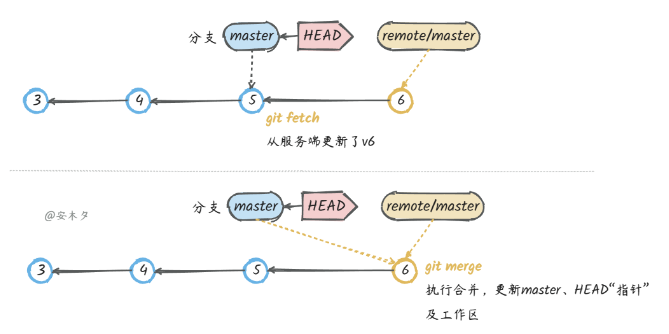 分支 master HEAD remote/master
3 4 5 6
git fetch
从服务端更新了v6
@安木夕
分支 master HEAD remote/master
3 4 5 6
git merge
执行合并，更新master、HEAD“指针”
及工作区